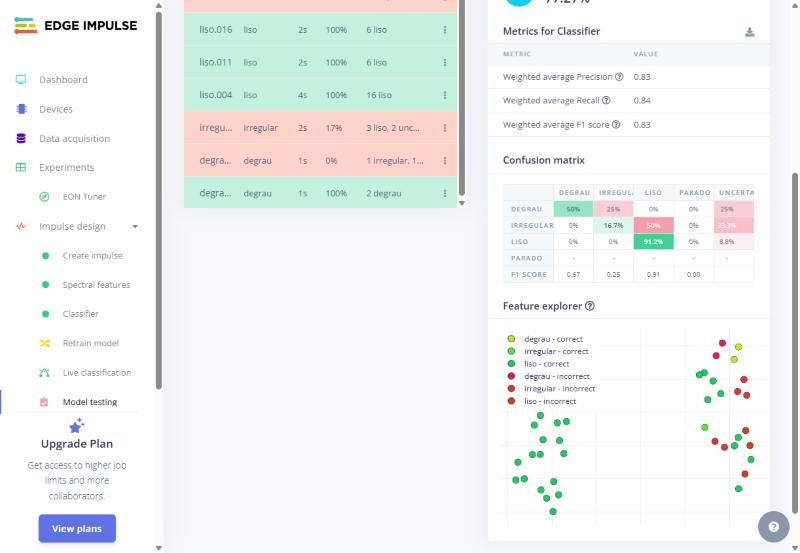 EDGE IMPULSE
Dashboard
Devices
Data acquisition
Experiments
EON Tuner
Impulse design
Create impulse
Spectral features
Classifier
Retrain model
Live classification
Model testing
Upgrade Plan
Get access to higher job
limits and more
collaborators.
View plans
liso.016 liso 2s 100% 6 liso
liso.011 liso 2s 100% 6 liso
liso.004 liso 4s 100% 16 liso
irregu... irregular 2s 17% 3 liso, 2 unc...
degra... degrau 1s 0% 1 irregular, 1...
degra... degrau 1s 100% 2 degrau
77.27%
Metrics for Classifier
METRIC VALUE
Weighted average Precision 0.83
Weighted average Recall 0.84
Weighted average F1 score 0.83
Confusion matrix
DEGRAU IRREGUL LISO PARADO UNCERTA
DEGRAU 50% 25% 0% 0% 25%
IRREGULAR 0% 16.7% 50% 0% 33.3%
LISO 0% 0% 91.2% 0% 8.8%
PARADO - - - -
F1 SCORE 0.67 0.25 0.91 0.00
Feature explorer
degrau - correct
irregular - correct
liso - correct
degrau - incorrect
irregular - incorrect
liso - incorrect